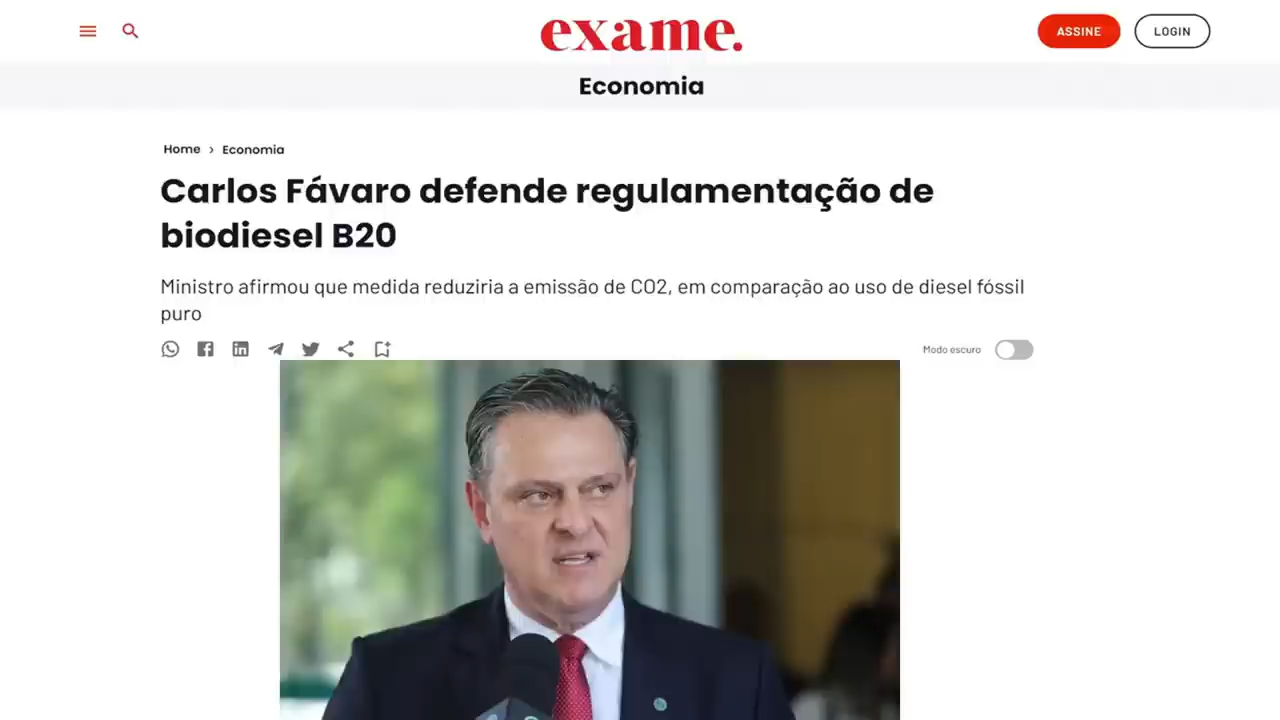 exame.
ASSINE
LOGIN
Economia
Home › Economia
Carlos Fávaro defende regulamentação de
biodiesel B20
Ministro afirmou que medida reduziria a emissão de CO2, em comparação ao uso de diesel fóssil
puro
Modo escuro